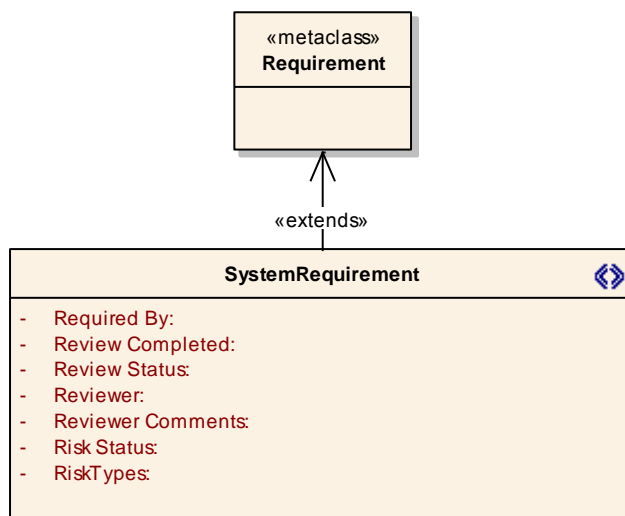 «metaclass»
Requirement
«extends»
SystemRequirement
- Required By:
- Review Completed:
- Review Status:
- Reviewer:
- Reviewer Comments:
- Risk Status:
- RiskTypes: